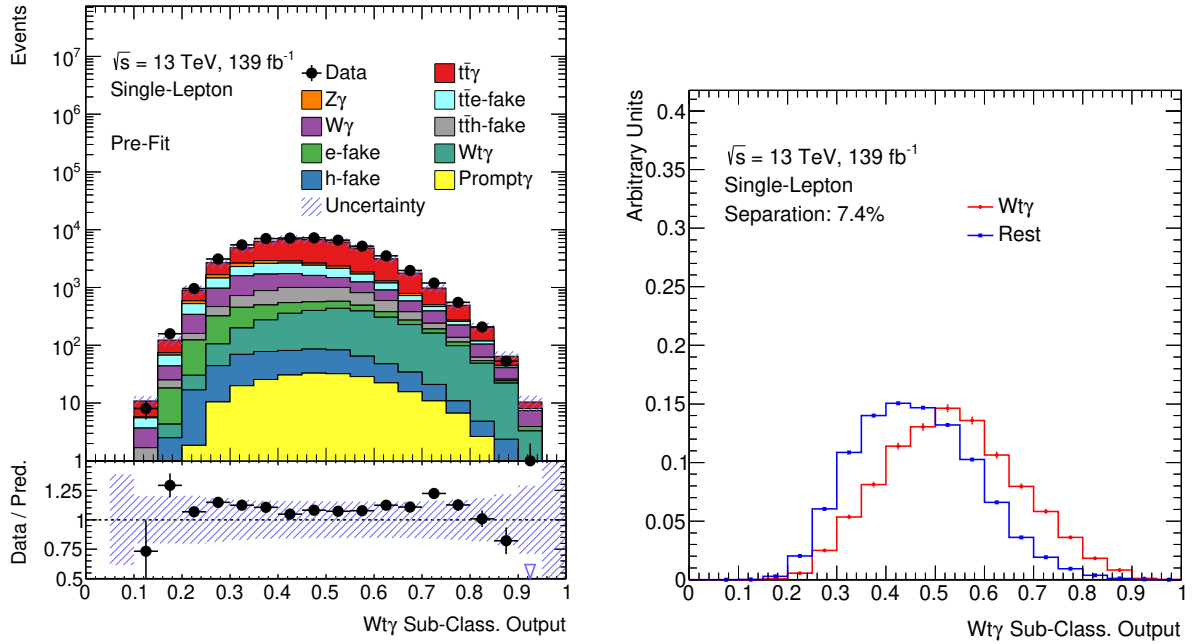 Events
10⁷
10⁶
10⁵
10⁴
10³
10²
10
1
√s = 13 TeV, 139 fb⁻¹
Single-Lepton
Pre-Fit
Data
Zγ
Wγ
e-fake
h-fake
Uncertainty
tt̄γ
tt̄e-fake
tt̄h-fake
Wtγ
Promptγ
Data / Pred.
1.25
1
0.75
0.5
0 0.1 0.2 0.3 0.4 0.5 0.6 0.7 0.8 0.9 1
Wtγ Sub-Class. Output
Arbitrary Units
0.4
0.35
0.3
0.25
0.2
0.15
0.1
0.05
0
√s = 13 TeV, 139 fb⁻¹
Single-Lepton
Separation: 7.4%
Wtγ
Rest
0 0.1 0.2 0.3 0.4 0.5 0.6 0.7 0.8 0.9 1
Wtγ Sub-Class. Output